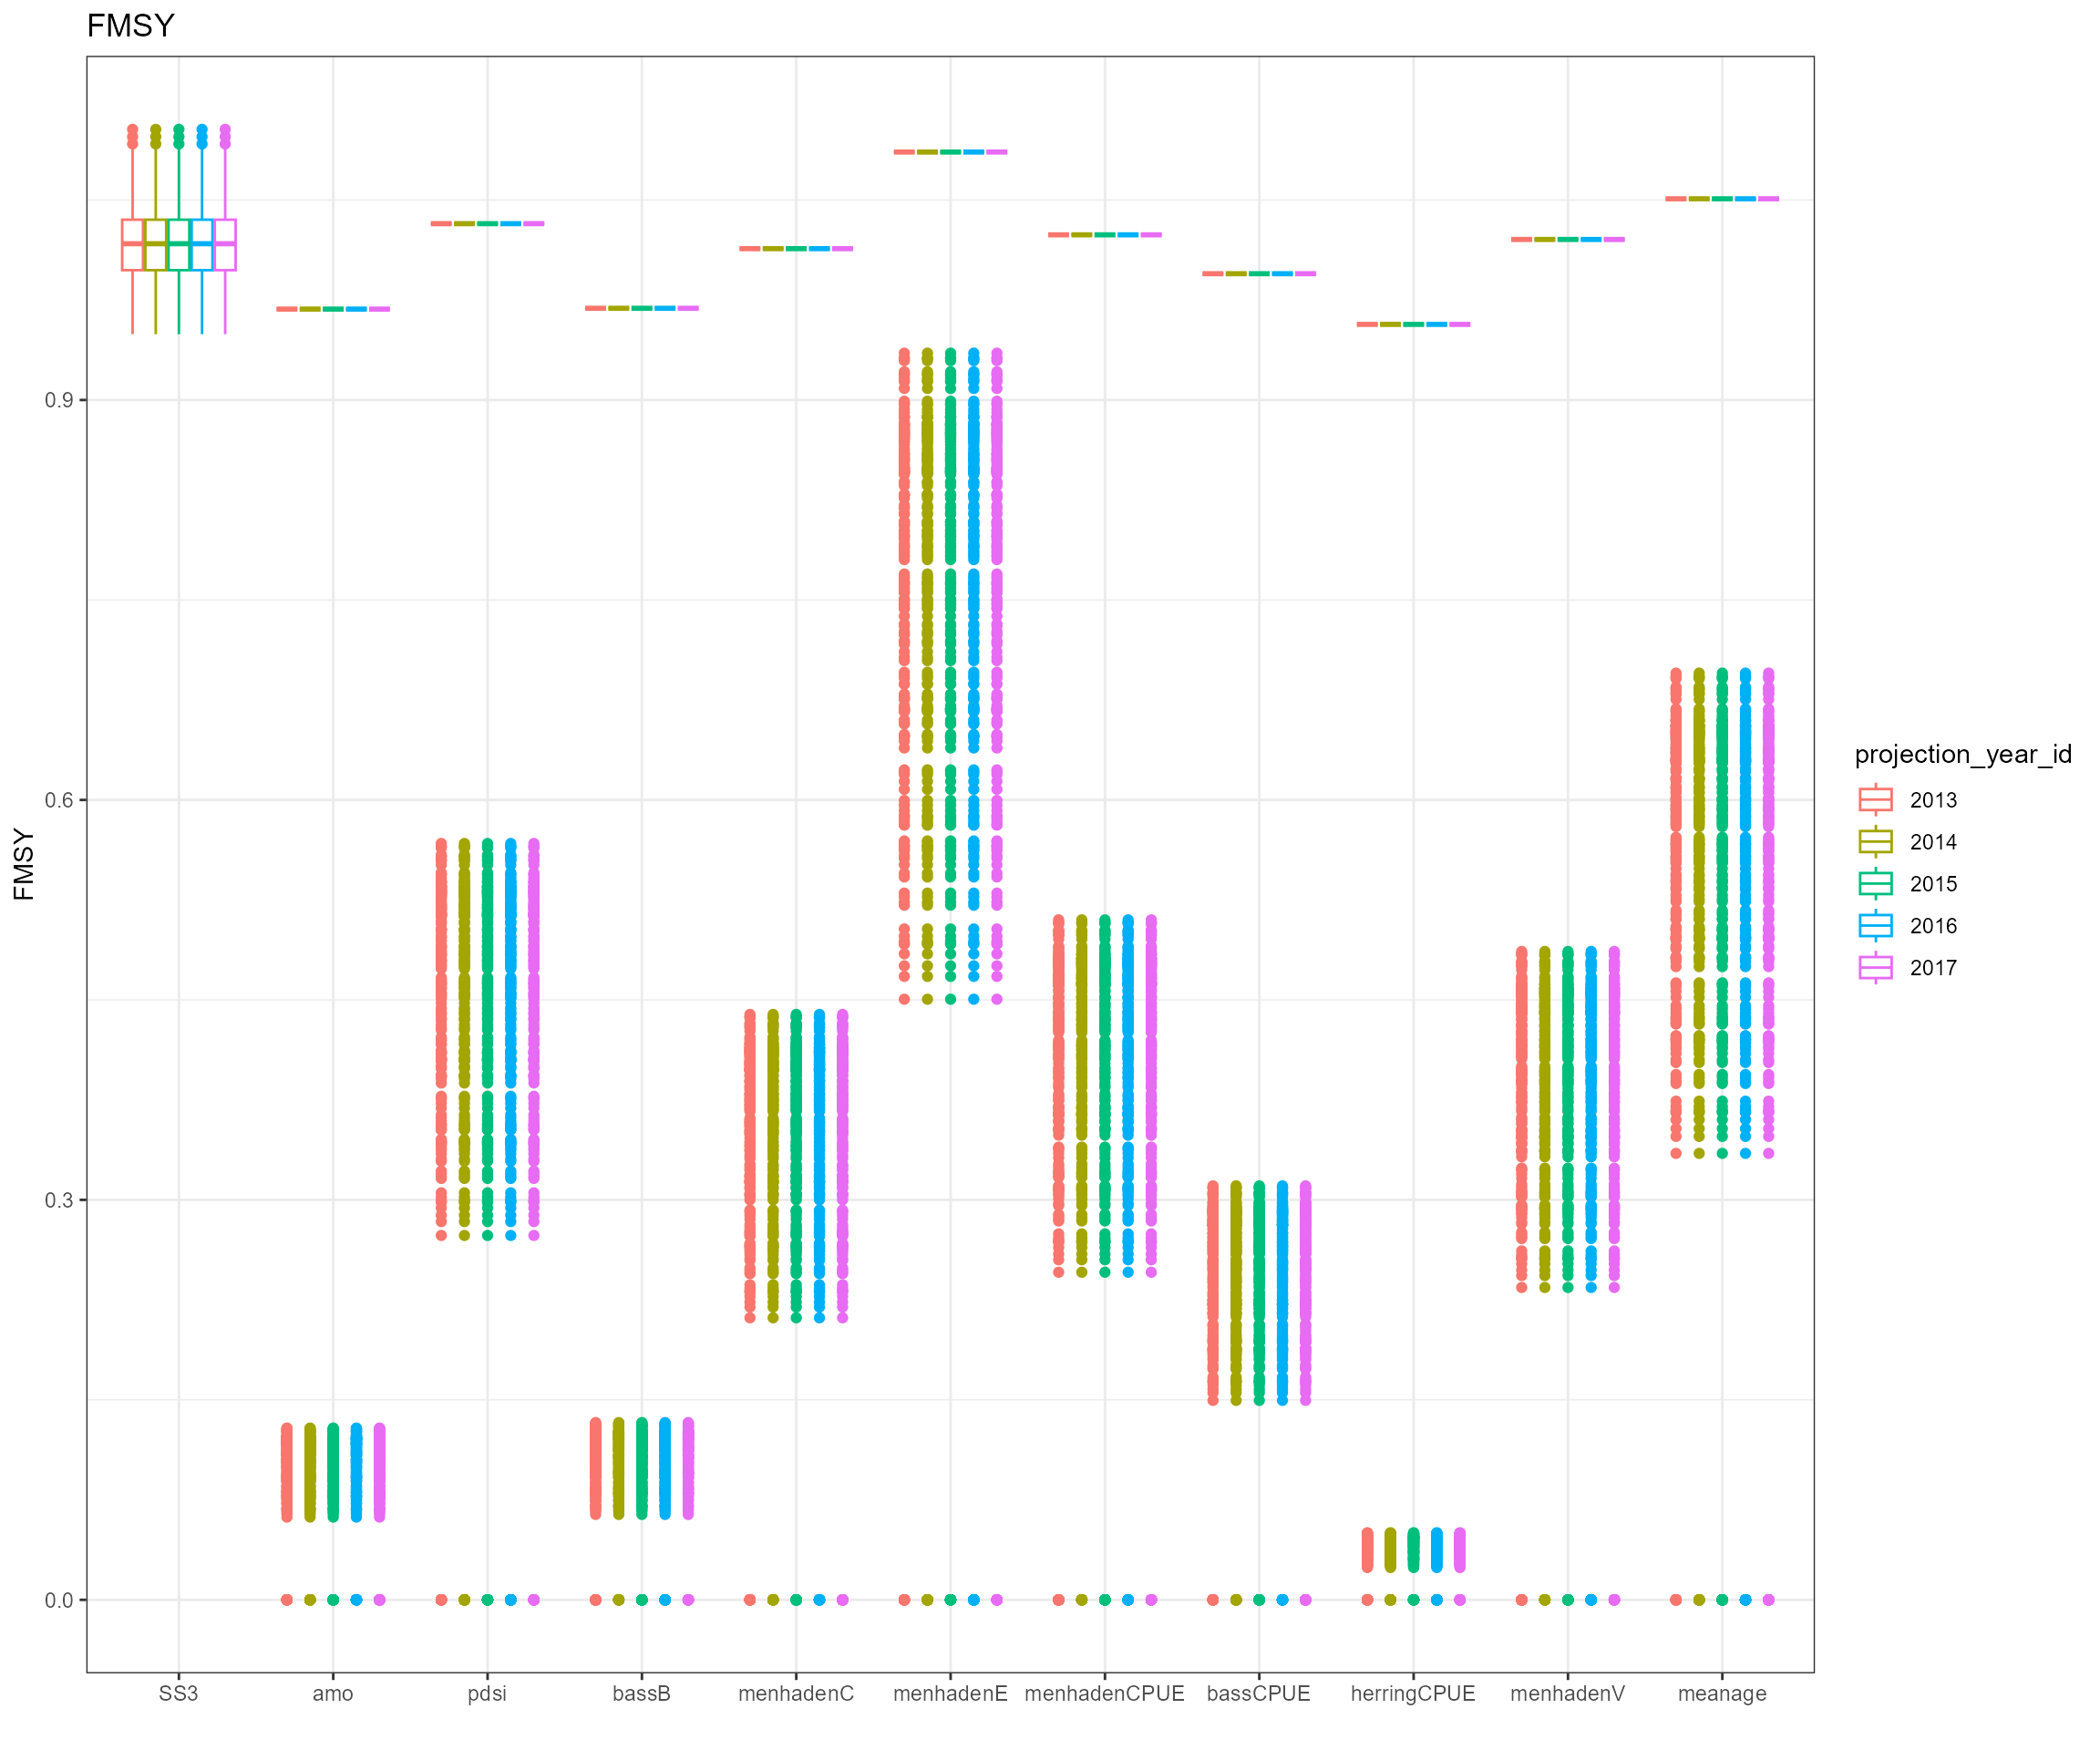 FMSY
FMSY
0.9
0.6
0.3
0.0
SS3 amo pdsi bassB menhadenC menhadenE menhadenCPUE bassCPUE herringCPUE menhadenV meanage
projection_year_id
2013
2014
2015
2016
2017